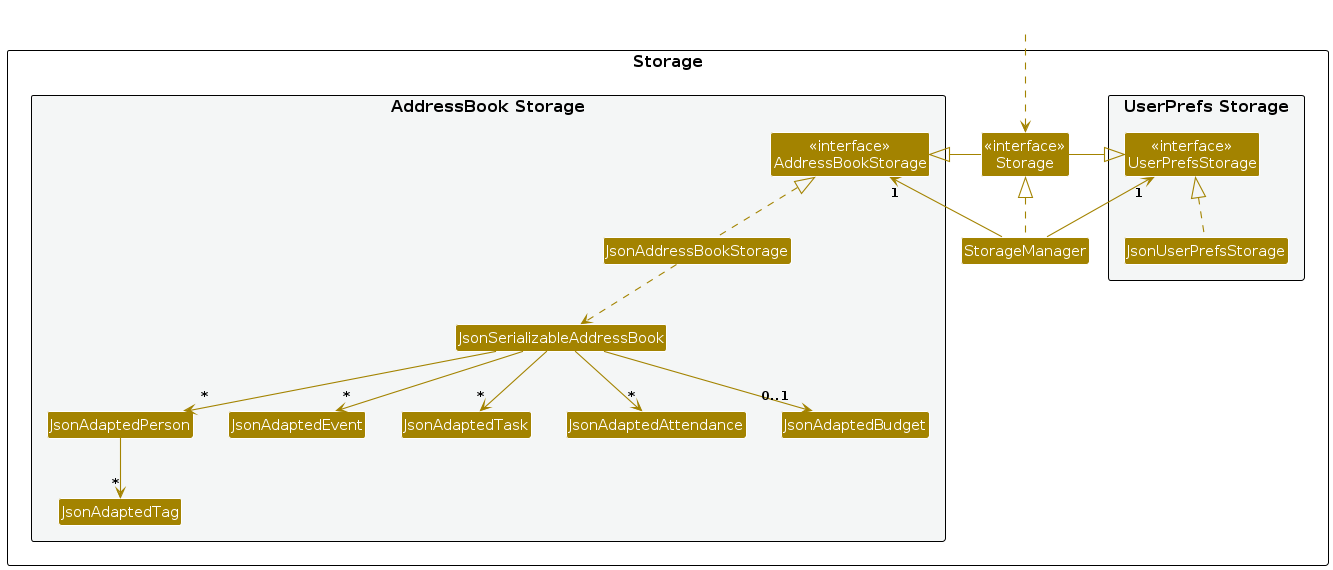 Storage
AddressBook Storage
UserPrefs Storage
«interface»
AddressBookStorage
«interface»
Storage
«interface»
UserPrefsStorage
1
1
JsonAddressBookStorage
StorageManager
JsonUserPrefsStorage
JsonSerializableAddressBook
*
*
*
*
0..1
JsonAdaptedPerson
JsonAdaptedEvent
JsonAdaptedTask
JsonAdaptedAttendance
JsonAdaptedBudget
*
JsonAdaptedTag